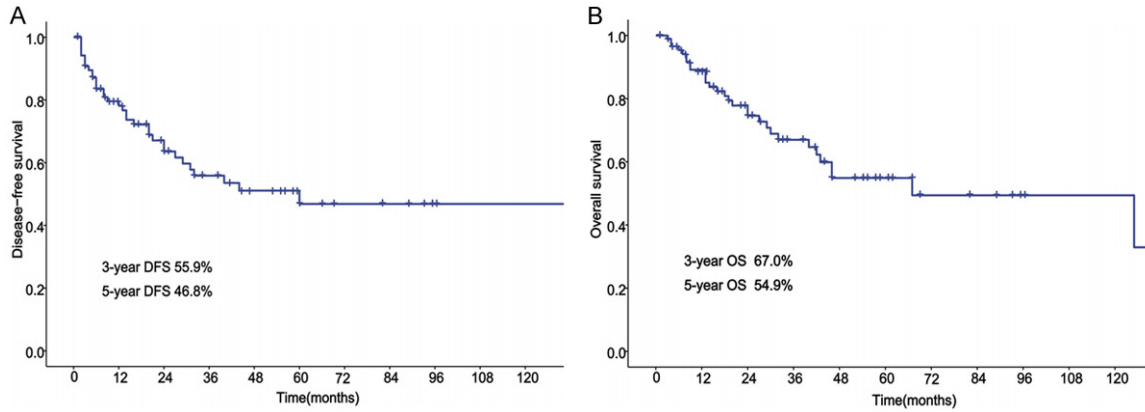 A
Disease-free survival
1.0
0.8
0.6
0.4
0.2
0.0
3-year DFS 55.9%
5-year DFS 46.8%
0 12 24 36 48 60 72 84 96 108 120
Time(months)
B
Overall survival
1.0
0.8
0.6
0.4
0.2
0.0
3-year OS 67.0%
5-year OS 54.9%
0 12 24 36 48 60 72 84 96 108 120
Time(months)